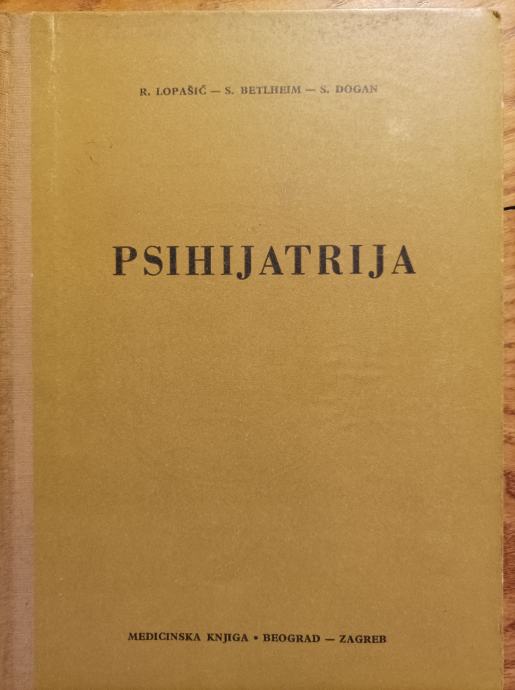 R. LOPAŠIĆ — S. BETLHEIM — S. DOGAN
PSIHIJATRIJA
MEDICINSKA KNJIGA • BEOGRAD — ZAGREB